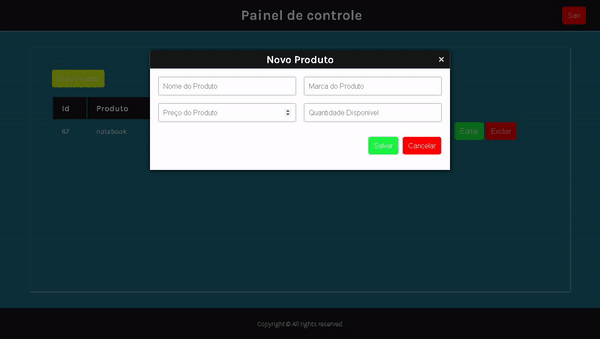 Painel de controle
Sair
Novo Produto
×
Nome do Produto
Marca do Produto
Preço do Produto
Quantidade Disponivel
Salvar
Cancelar
Id
Produto
67
notebook
Editar
Excluir
Copyright © All rights reserved